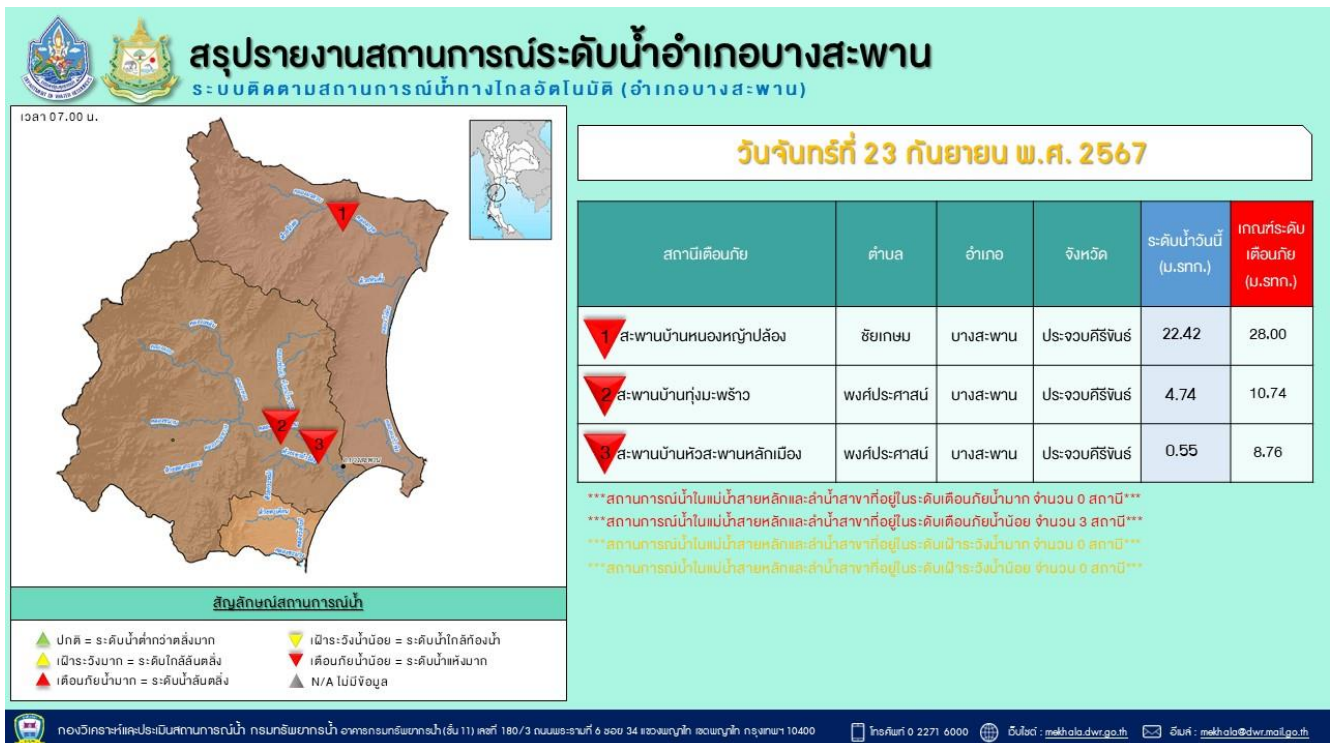 สรุปรายงานสถานการณ์ระดับน้ำอำเภอบางสะพาน
ระบบติดตามสถานการณ์น้ำทางไกลอัตโนมัติ (อำเภอบางสะพาน)
เวลา 07.00 น.
1
2
3
วันจันทร์ที่ 23 กันยายน พ.ศ. 2567
สถานีเตือนภัย ตำบล อำเภอ จังหวัด ระดับน้ำวันนี้ (ม.รทก.) เกณฑ์ระดับเตือนภัย (ม.รทก.)
1 สะพานบ้านหนองหญ้าปล้อง ชัยเกษม บางสะพาน ประจวบคีรีขันธ์ 22.42 28.00
2 สะพานบ้านทุ่งมะพร้าว พงศ์ประศาสน์ บางสะพาน ประจวบคีรีขันธ์ 4.74 10.74
3 สะพานบ้านหัวสะพานหลักเมือง พงศ์ประศาสน์ บางสะพาน ประจวบคีรีขันธ์ 0.55 8.76
***สถานการณ์น้ำในแม่น้ำสายหลักและลำน้ำสาขาที่อยู่ในระดับเตือนภัยน้ำมาก จำนวน 0 สถานี***
***สถานการณ์น้ำในแม่น้ำสายหลักและลำน้ำสาขาที่อยู่ในระดับเตือนภัยน้ำน้อย จำนวน 3 สถานี***
***สถานการณ์น้ำในแม่น้ำสายหลักและลำน้ำสาขาที่อยู่ในระดับเฝ้าระวังน้ำมาก จำนวน 0 สถานี***
***สถานการณ์น้ำในแม่น้ำสายหลักและลำน้ำสาขาที่อยู่ในระดับเฝ้าระวังน้ำน้อย จำนวน 0 สถานี***
สัญลักษณ์สถานการณ์น้ำ
ปกติ = ระดับน้ำต่ำกว่าตลิ่งมาก
เฝ้าระวังมาก = ระดับใกล้ล้นตลิ่ง
เตือนภัยน้ำมาก = ระดับน้ำล้นตลิ่ง
เฝ้าระวังน้ำน้อย = ระดับน้ำใกล้ท้องน้ำ
เตือนภัยน้ำน้อย = ระดับน้ำแห้งมาก
N/A ไม่มีข้อมูล
กองวิเคราะห์และประเมินสถานการณ์น้ำ กรมทรัพยากรน้ำ อาคารกรมทรัพยากรน้ำ (ชั้น 11) เลขที่ 180/3 ถนนพระรามที่ 6 ซอย 34 แขวงพญาไท เขตพญาไท กรุงเทพฯ 10400 โทรศัพท์ 0 2271 6000 เว็บไซต์ : mekhala.dwr.go.th อีเมล์ : mekhala@dwr.mail.go.th